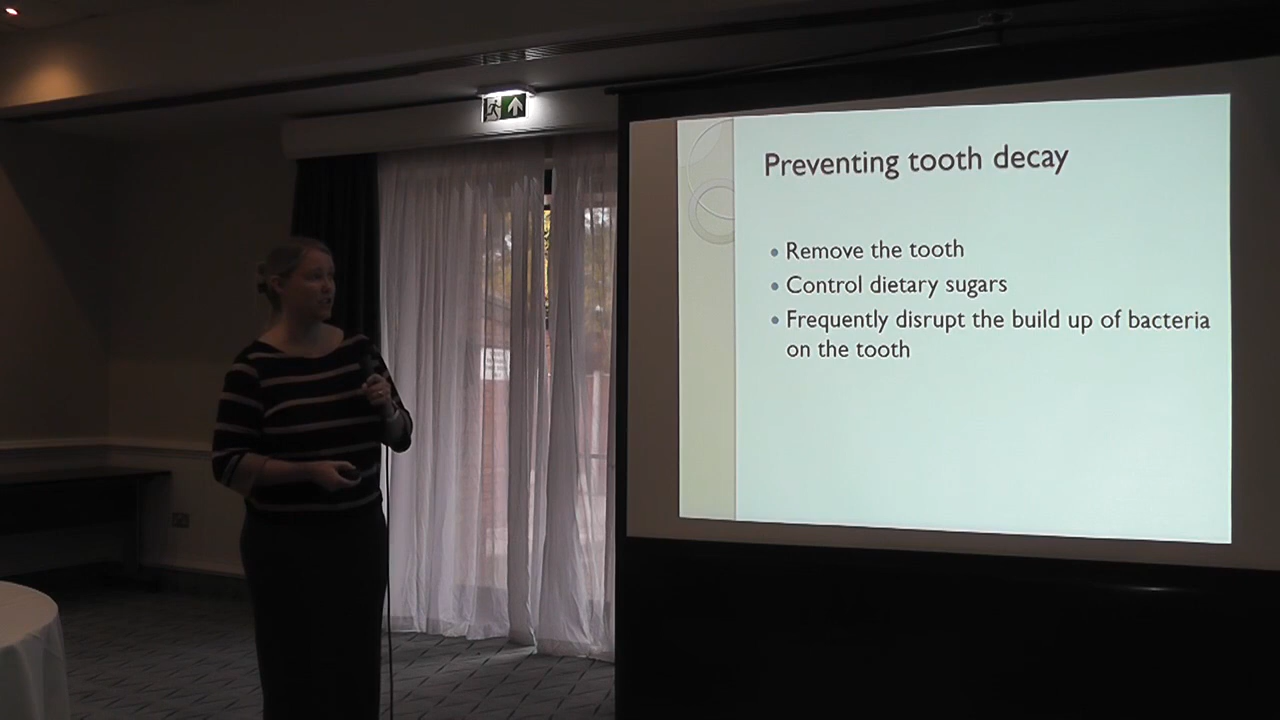 Preventing tooth decay
• Remove the tooth
• Control dietary sugars
• Frequently disrupt the build up of bacteria
on the tooth